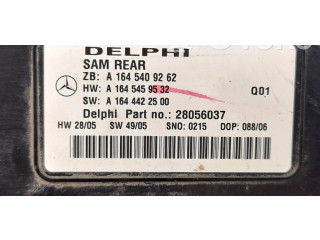 DELPHI
SAM REAR
ZB: A 164 540 92 62
HW: A 164 545 95 32 Q01
SW: A 164 442 25 00
Delphi Part no.: 28056037
HW 28/05 SW 49/05 SNO: 0215 DOP: 088/06